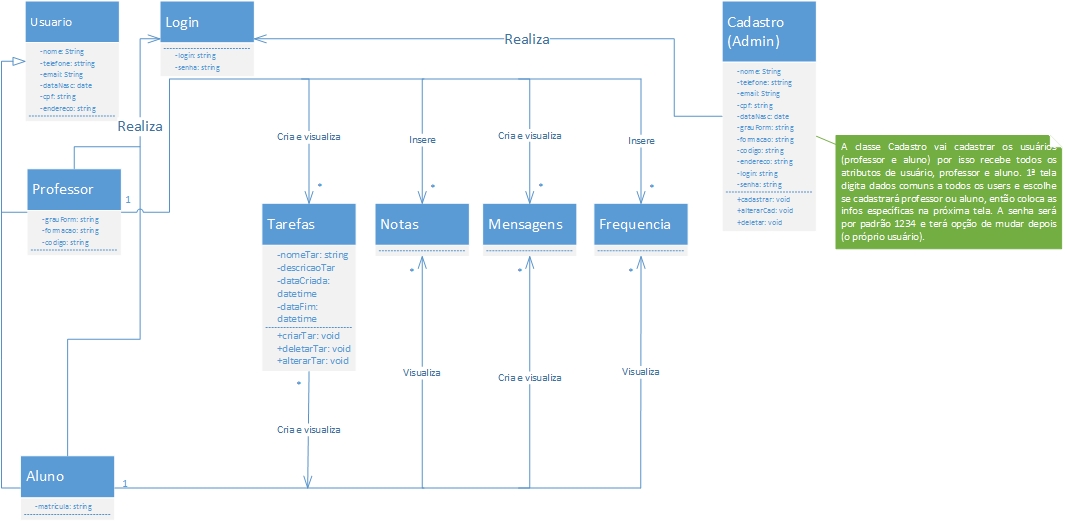 Usuario
-nome: String
-telefone: sttring
-email: String
-dataNasc: date
-cpf: string
-endereco: string
Login
-login: string
-senha: string
Realiza
Cadastro
(Admin)
-nome: String
-telefone: sttring
-email: String
-cpf: string
-dataNasc: date
-grauForm: string
-formacao: string
-codigo: string
-endereco: string
-login: string
-senha: string
+cadastrar: void
+alterarCad: void
+deletar: void
A classe Cadastro vai cadastrar os usuários
(professor e aluno) por isso recebe todos os
atributos de usuário, professor e aluno. 1ª tela
digita dados comuns a todos os users e escolhe
se cadastrará professor ou aluno, então coloca as
infos especificas na próxima tela. A senha será
por padrão 1234 e terá opção de mudar depois
(o próprio usuário).
Realiza
Cria e visualiza
Insere
Cria e visualiza
Insere
Professor
1
-grauForm: string
-formacao: string
-codigo: string
*
*
*
*
Tarefas
-nomeTar: string
-descricaoTar
-dataCriada:
datetime
-dataFim:
datetime
+criarTar: void
+deletarTar: void
+alterarTar: void
Notas
Mensagens
Frequencia
*
*
*
*
Visualiza
Cria e visualiza
Visualiza
Cria e visualiza
Aluno
1
-matricula: string